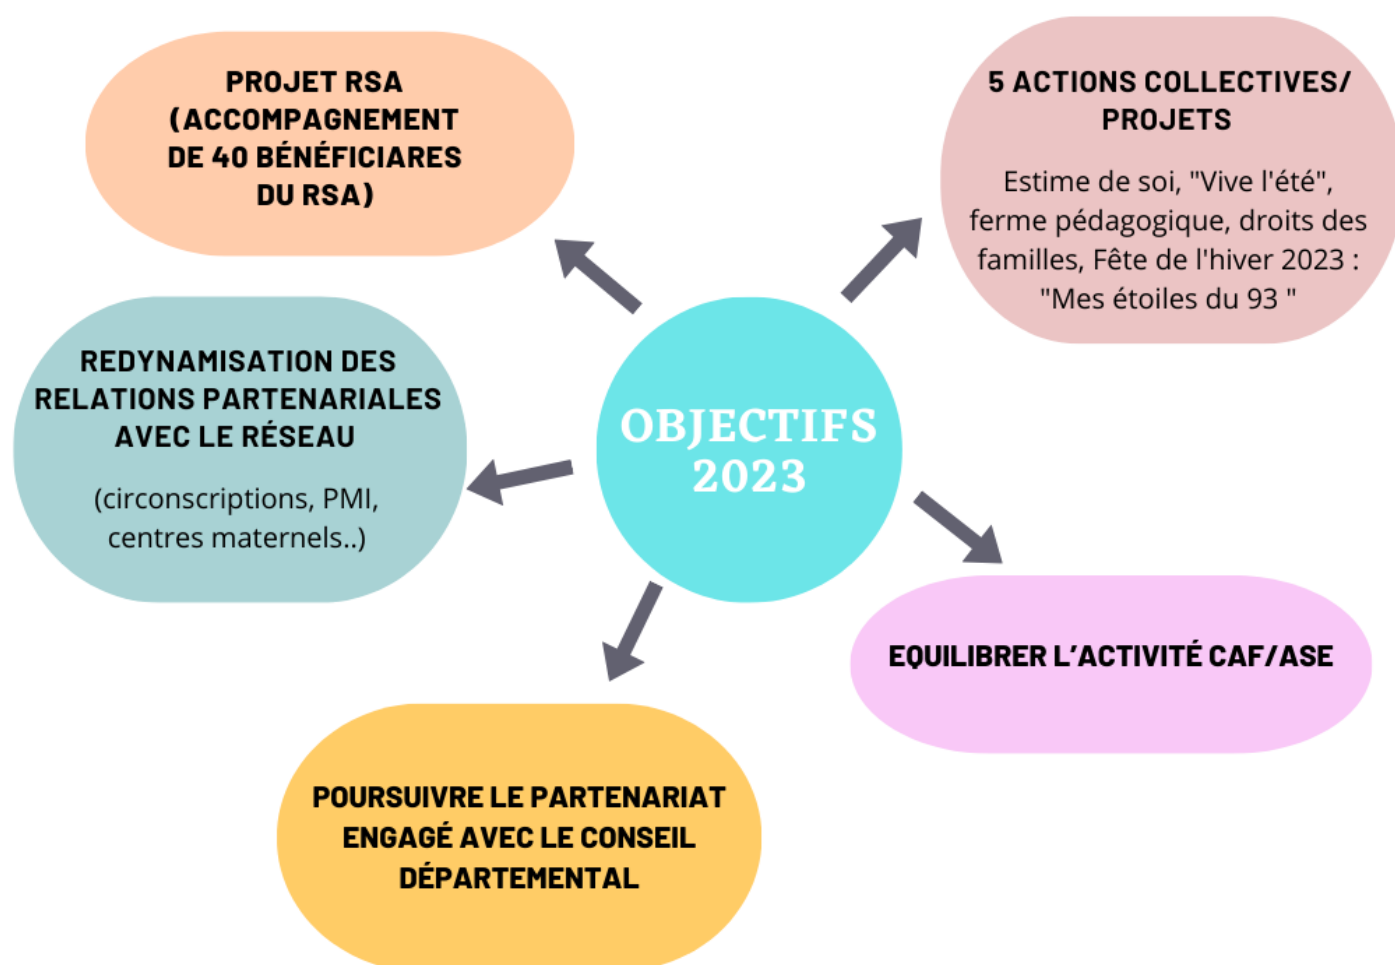 PROJET RSA
(ACCOMPAGNEMENT
DE 40 BÉNÉFICIARES
DU RSA)
5 ACTIONS COLLECTIVES/
PROJETS
Estime de soi, "Vive l'été",
ferme pédagogique, droits des
familles, Fête de l'hiver 2023 :
"Mes étoiles du 93 "
REDYNAMISATION DES
RELATIONS PARTENARIALES
AVEC LE RÉSEAU
(circonscriptions, PMI,
centres maternels..)
OBJECTIFS
2023
EQUILIBRER L'ACTIVITÉ CAF/ASE
POURSUIVRE LE PARTENARIAT
ENGAGÉ AVEC LE CONSEIL
DÉPARTEMENTAL